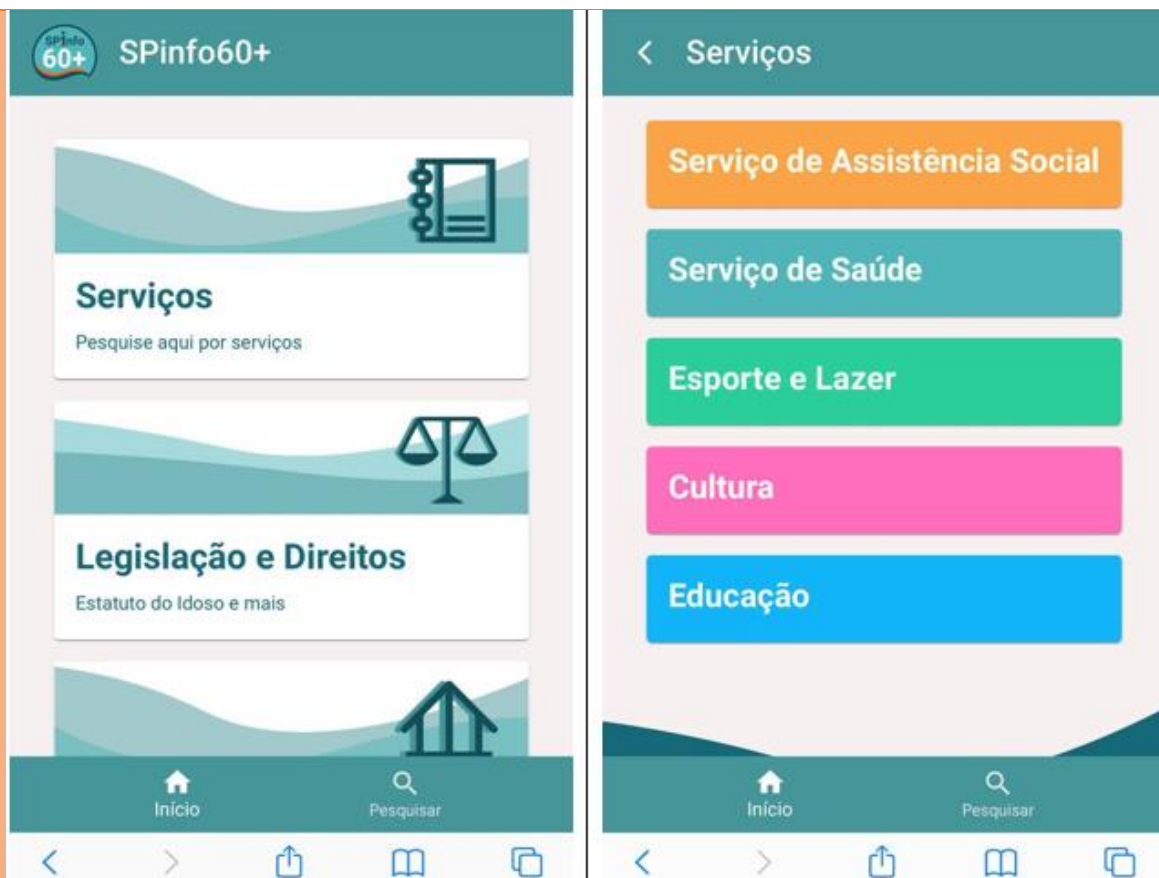 SPinfo
60+
SPinfo60+
Serviços
Pesquise aqui por serviços
Legislação e Direitos
Estatuto do Idoso e mais
Início
Pesquisar
Serviços
Serviço de Assistência Social
Serviço de Saúde
Esporte e Lazer
Cultura
Educação
Início
Pesquisar